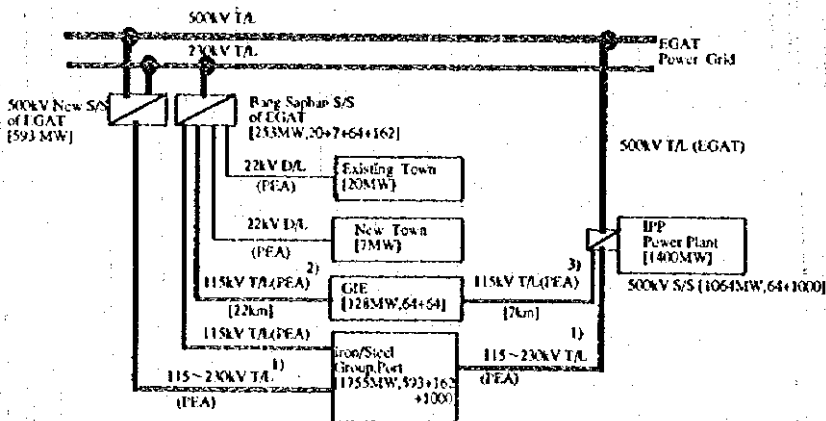 500kV T/L
230kV T/L
EGAT
Power Grid
500kV New S/S
of EGAT
[593 MW]
Bang Saphan S/S
of EGAT
[253MW,20+7+64+162]
500kV T/L (EGAT)
22kV D/L
(PEA)
Existing Town
[20MW]
22kV D/L
(PEA)
New Town
[7MW]
IPP
Power Plant
[1400MW]
500kV S/S [1064MW,64+1000]
2)
115kV T/L(PEA)
[22km]
GIE
[128MW,64+64]
3)
115kV T/L(PEA)
[7km]
115kV T/L(PEA)
1)
115~230kV T/L
(PEA)
Iron/Steel
Group,Port
[1755MW,593+162
+1000]
1)
115~230kV T/L
(PEA)